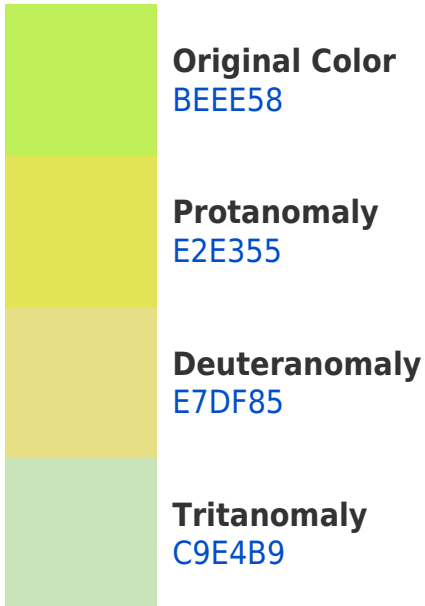 Original Color
BEEE58
Protanomaly
E2E355
Deuteranomaly
E7DF85
Tritanomaly
C9E4B9